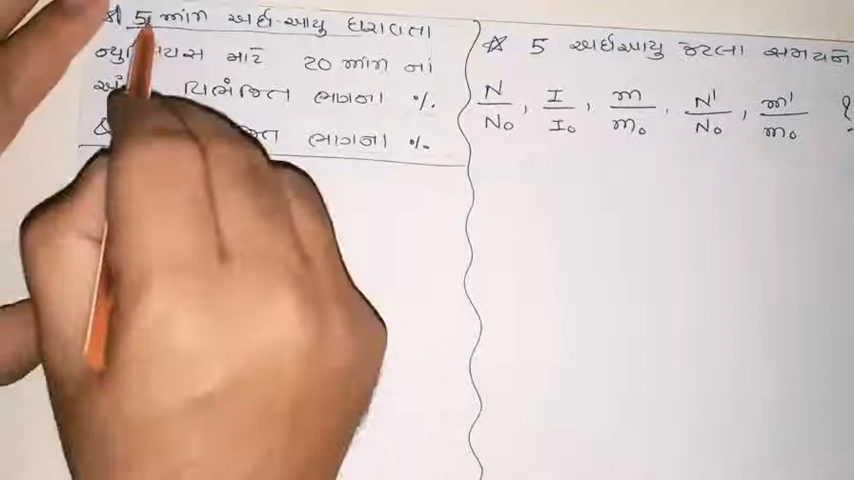 5 માંગ અર્ધ-આયુ ધરાવતા
ન્યુ યસ માટે 20 માંગ નાં
વિભંજિત ભાગના %.
ત ભાગના %.
☆ 5 અર્ધઆયુ જેટલા સમયને
N/N₀, I/I₀, m/m₀, N'/N₀, m'/m₀ ?